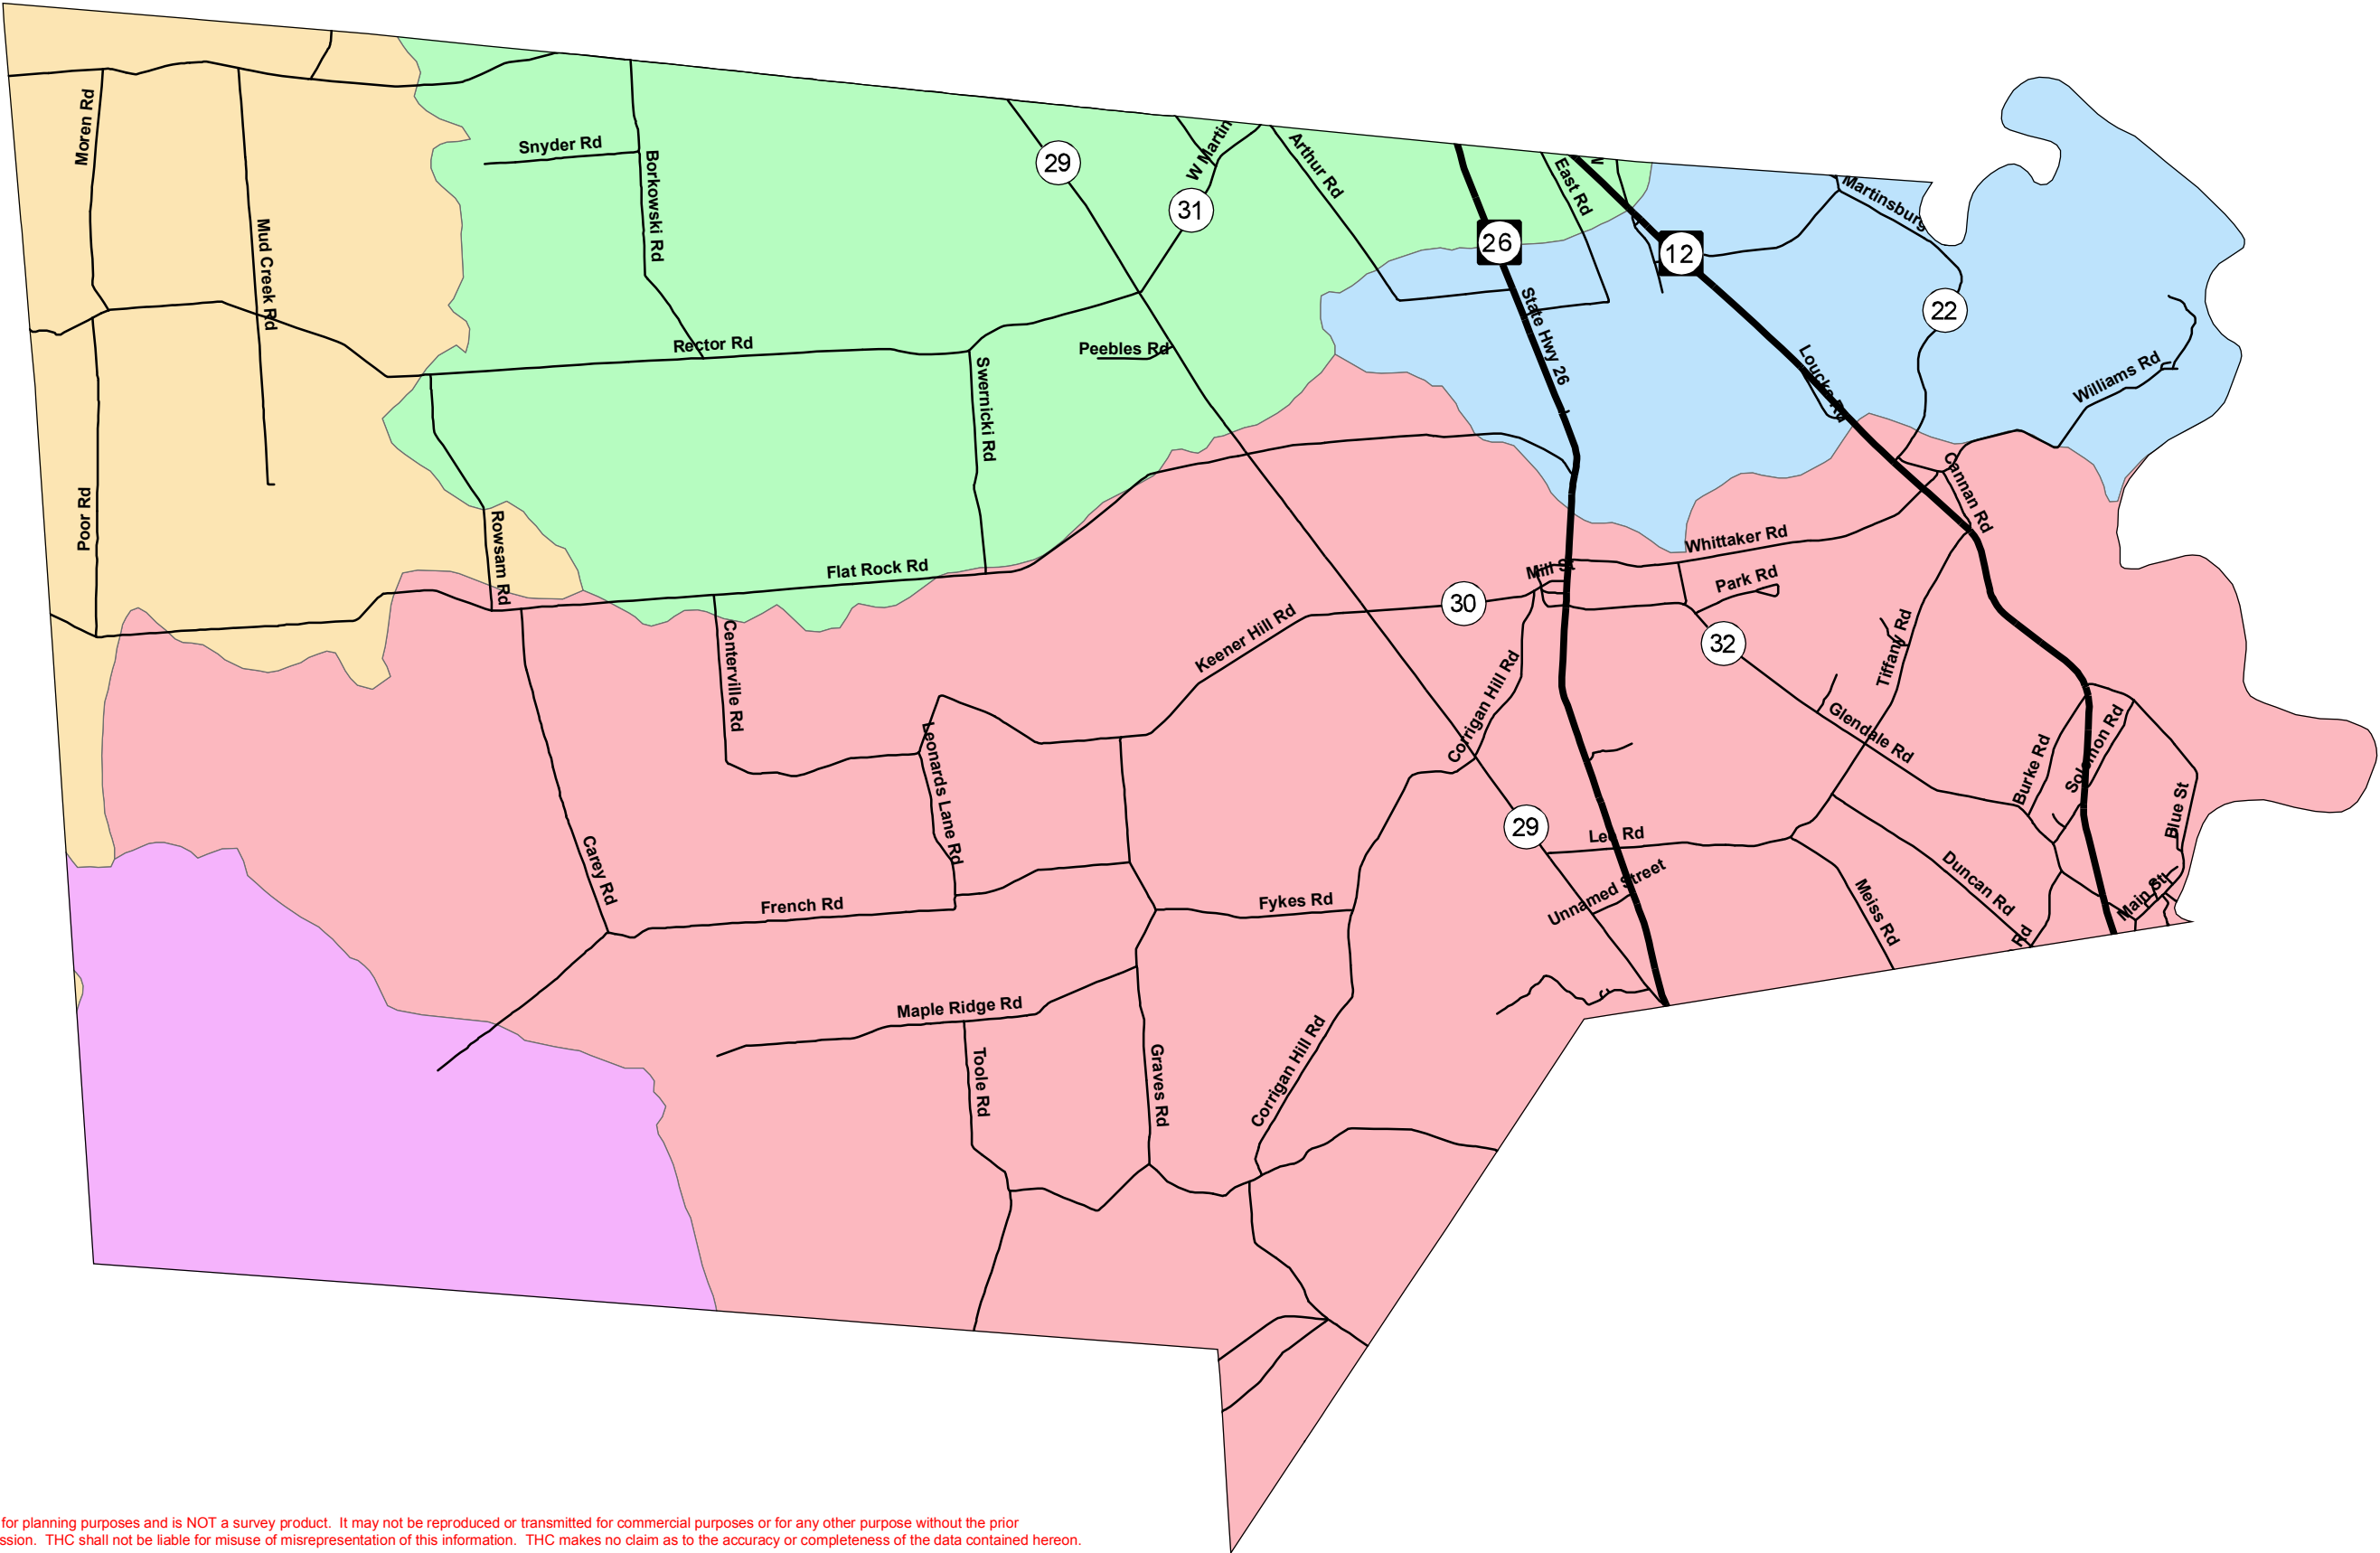 Moren Rd
Snyder Rd
Borkowski Rd
29
W Martin
31
Arthur Rd
East Rd
26
12
Martinsburg
Mud Creek Rd
22
State Hwy 26
Rector Rd
Peebles Rd
Swernicki Rd
Loucks Rd
Williams Rd
Poor Rd
Rowsam Rd
Cannan Rd
Flat Rock Rd
Whittaker Rd
Mill St
Park Rd
30
Keener Hill Rd
32
Centerville Rd
Corrigan Hill Rd
Tiffany Rd
Glendale Rd
Leonards Lane Rd
Burke Rd
Solomon Rd
Blue St
29
Lee Rd
Carey Rd
Unnamed Street
Duncan Rd
French Rd
Fykes Rd
Meiss Rd
Main St
Rd
Maple Ridge Rd
Toole Rd
Graves Rd
Corrigan Hill Rd
for planning purposes and is NOT a survey product. It may not be reproduced or transmitted for commercial purposes or for any other purpose without the prior
ssion. THC shall not be liable for misuse of misrepresentation of this information. THC makes no claim as to the accuracy or completeness of the data contained hereon.